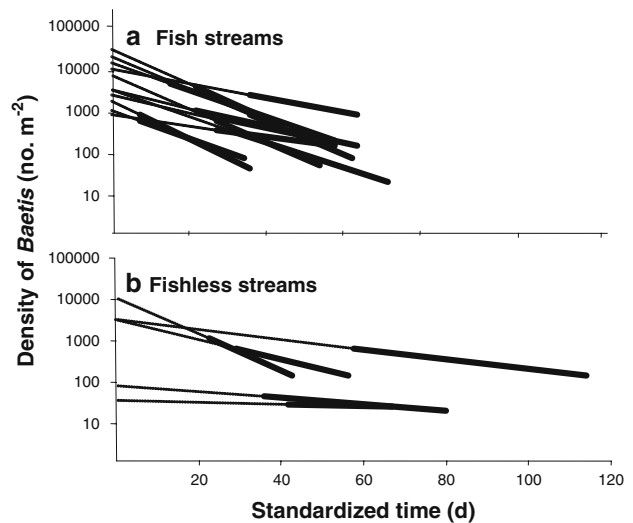 a Fish streams
100000
10000
1000
100
10
Density of Baetis (no. m-2)
b Fishless streams
100000
10000
1000
100
10
20 40 60 80 100 120
Standardized time (d)